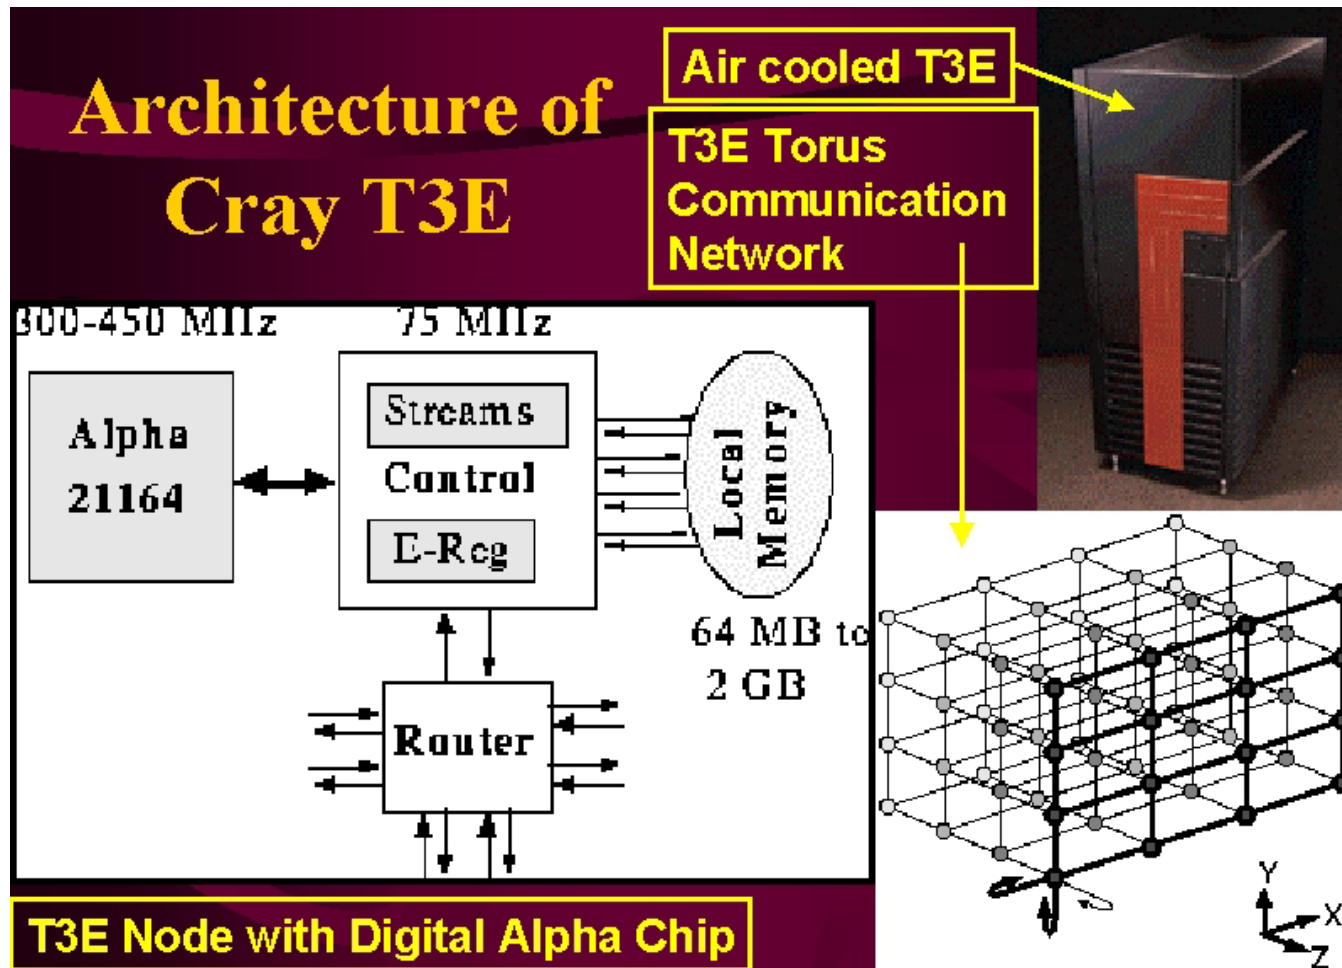 Architecture of
Cray T3E
Air cooled T3E
T3E Torus
Communication
Network
300-450 MHz
75 MHz
Alpha
21164
Streams
Control
E-Reg
Local
Memory
64 MB to
2 GB
Router
T3E Node with Digital Alpha Chip
Y
X
Z